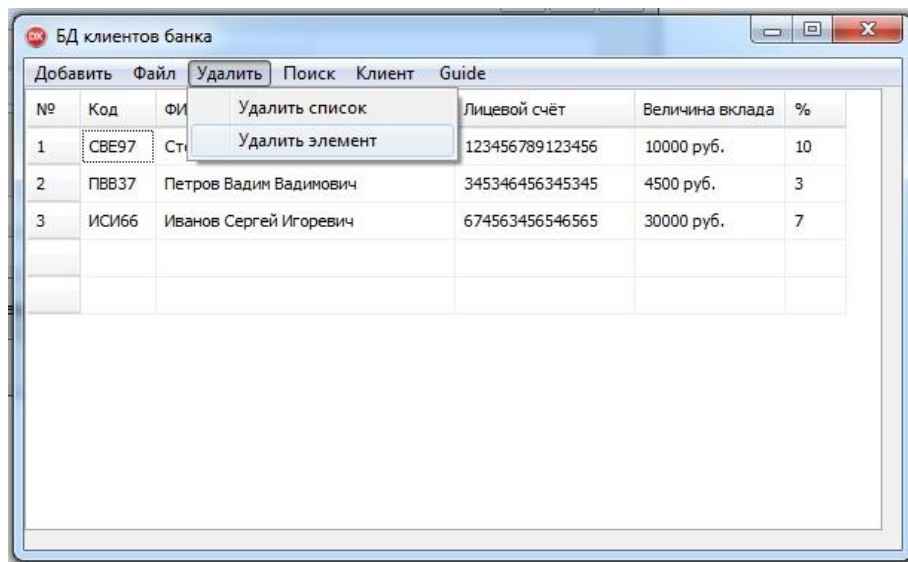 БД клиентов банка
Добавить Файл Удалить Поиск Клиент Guide
№ Код Лицевой счёт Величина вклада %
Удалить список
Удалить элемент
1 СВЕ97 123456789123456 10000 руб. 10
2 ПВВ37 Петров Вадим Вадимович 345346456345345 4500 руб. 3
3 ИСИ66 Иванов Сергей Игоревич 674563456546565 30000 руб. 7